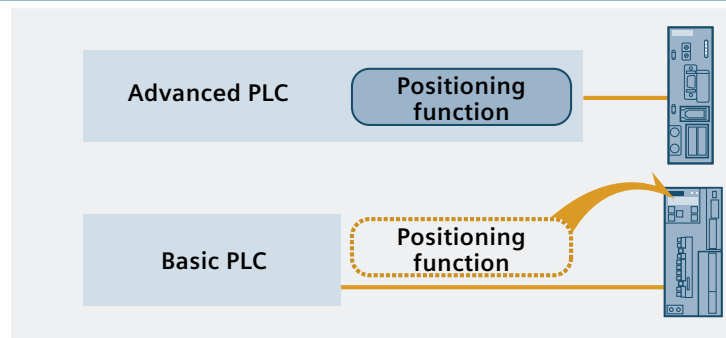 Advanced PLC
Positioning
function
Basic PLC
Positioning
function